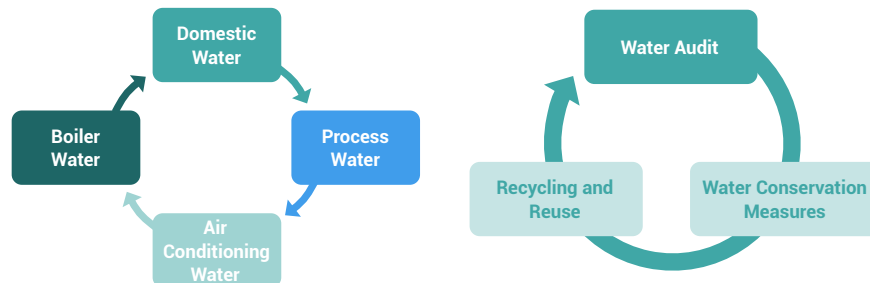 Domestic
Water
Boiler
Water
Process
Water
Air
Conditioning
Water
Water Audit
Recycling and
Reuse
Water Conservation
Measures